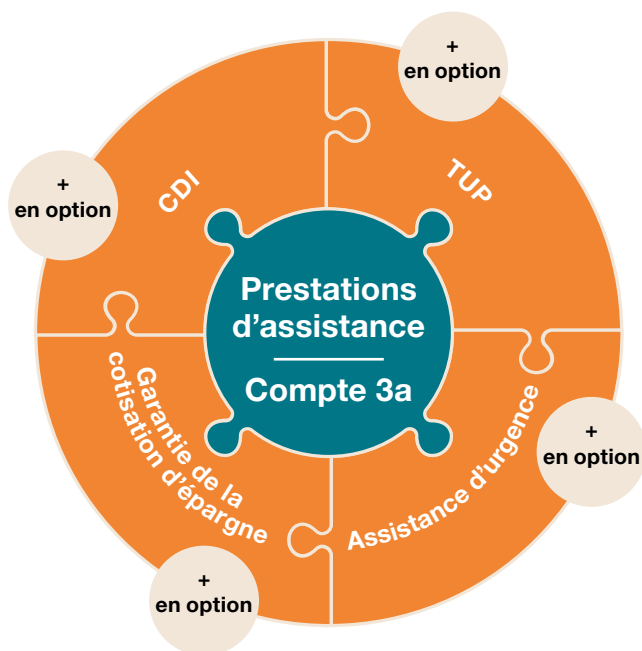 +
en option
+
en option
CDI
TUP
Prestations
d’assistance
Compte 3a
Garantie de la
cotisation d’épargne
Assistance d’urgence
+
en option
+
en option